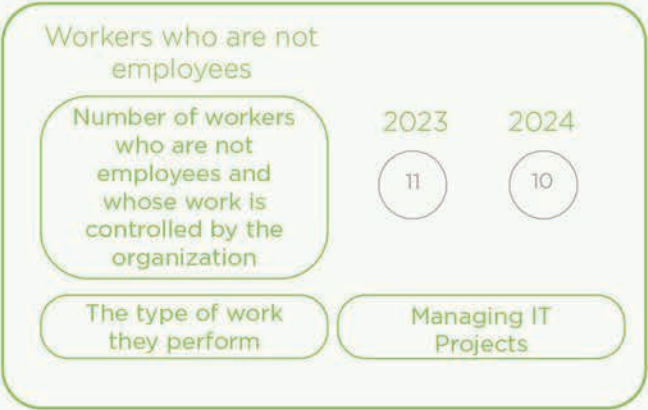 Workers who are not
employees
Number of workers
who are not
employees and
whose work is
controlled by the
organization
2023 2024
11 10
The type of work
they perform
Managing IT
Projects